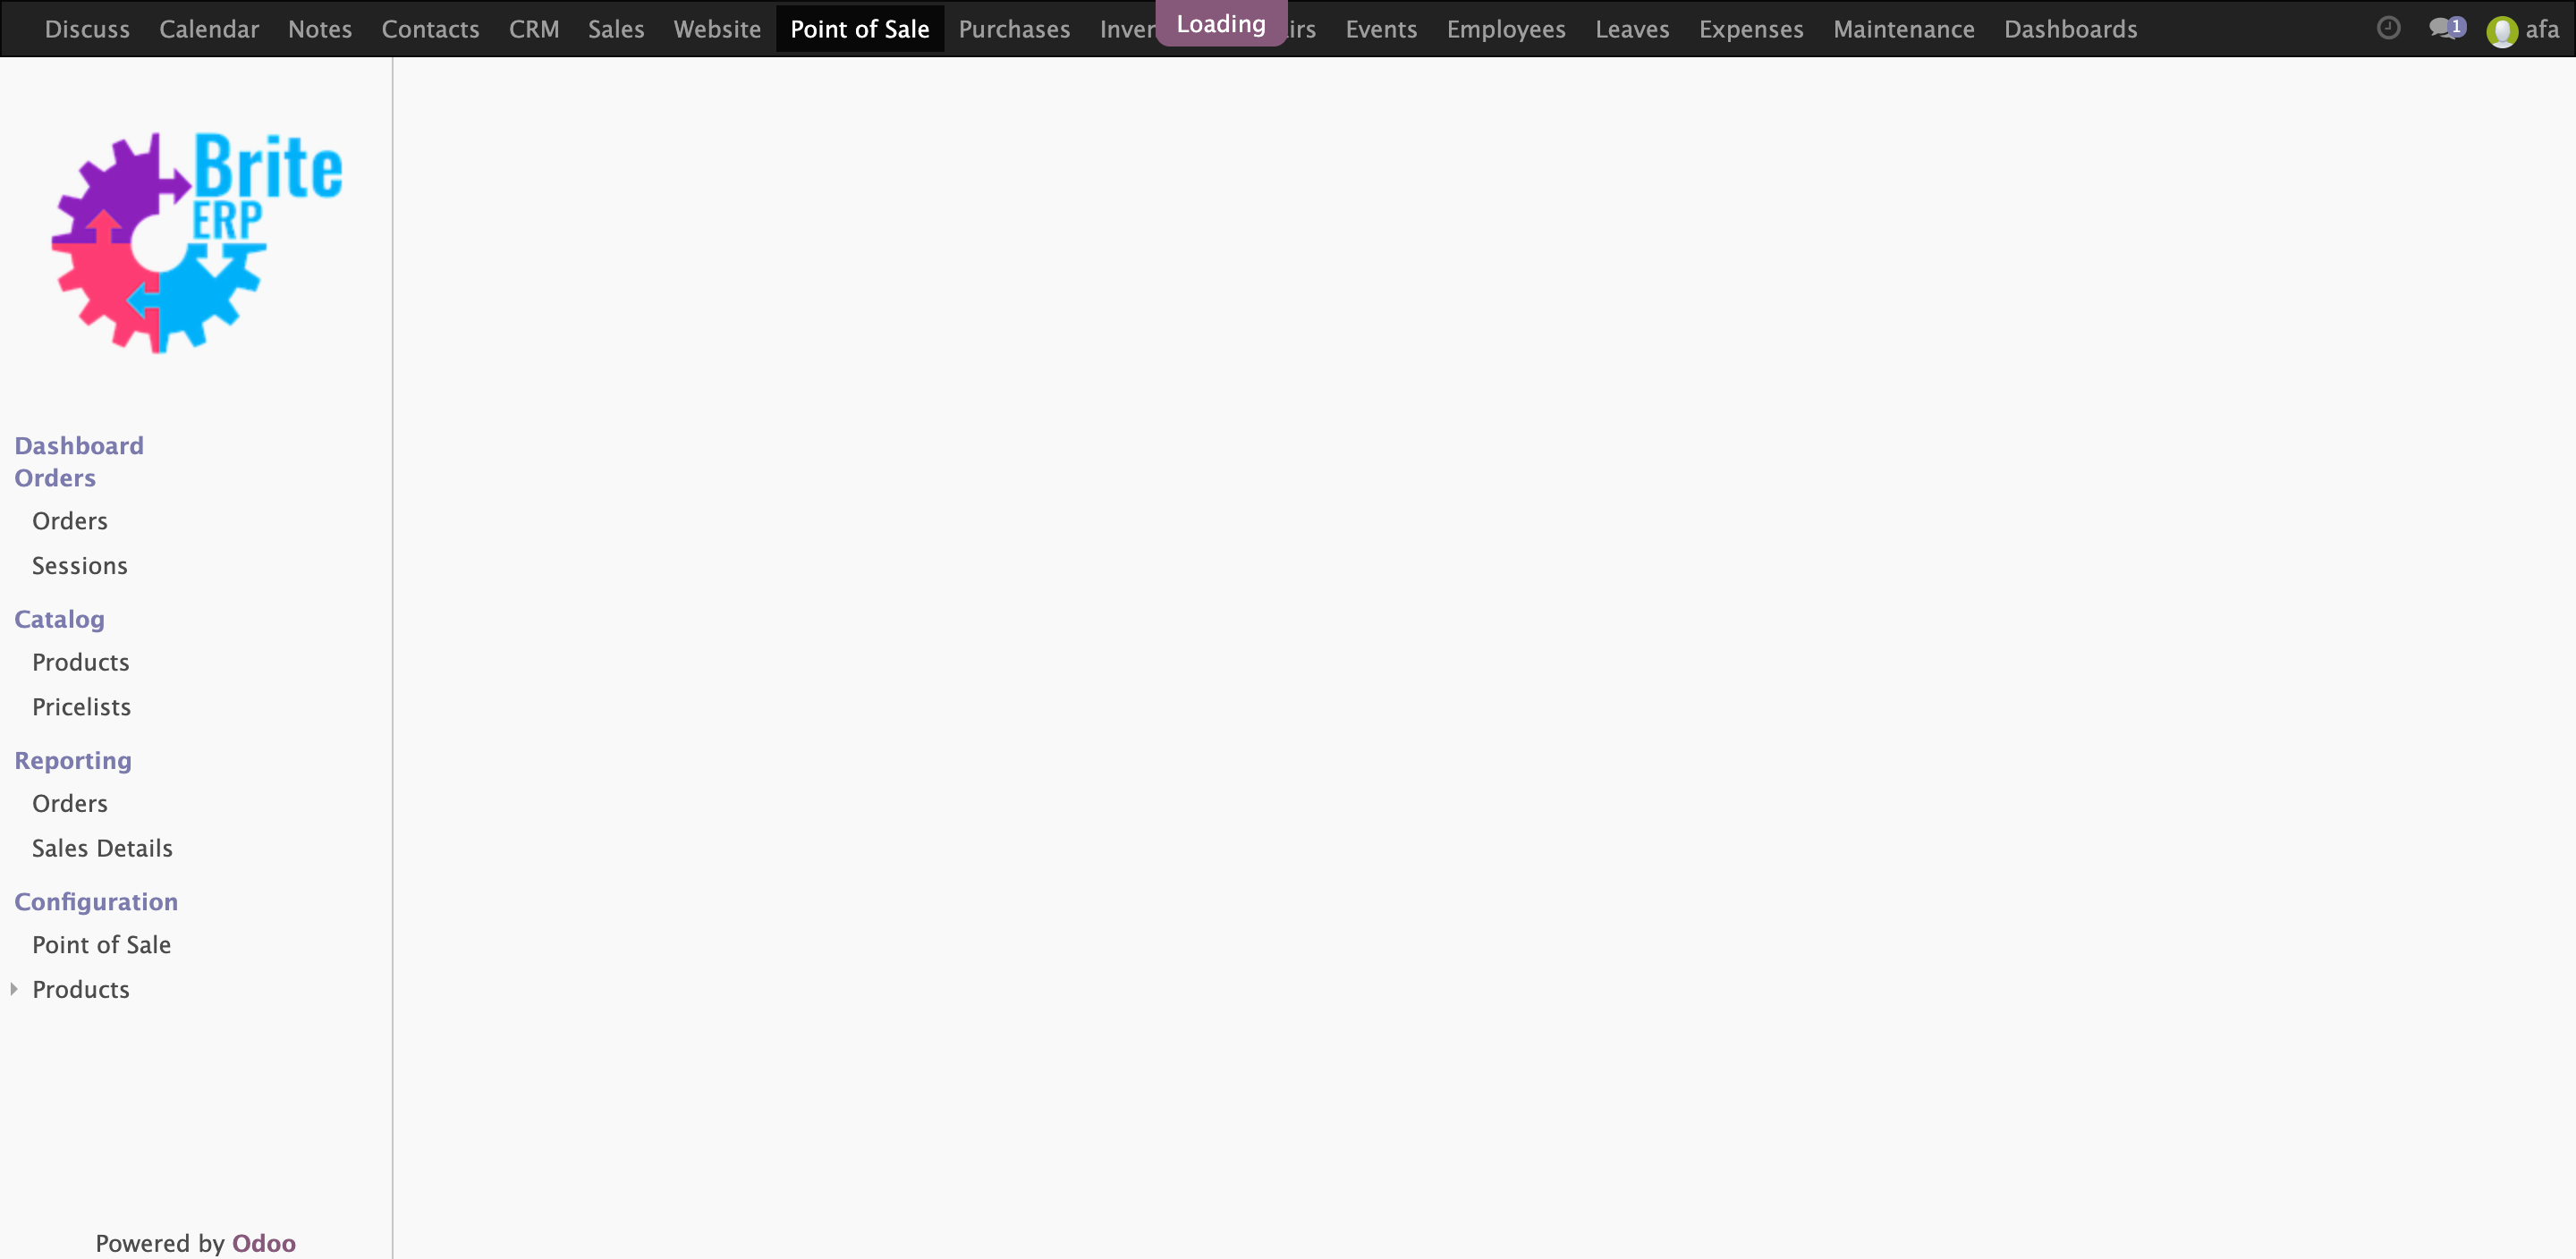 Discuss Calendar Notes Contacts CRM Sales Website Point of Sale Purchases Loading Events Employees Leaves Expenses Maintenance Dashboards 1 afa
Brite
ERP
Dashboard
Orders
Orders
Sessions
Catalog
Products
Pricelists
Reporting
Orders
Sales Details
Configuration
Point of Sale
Products
Powered by Odoo